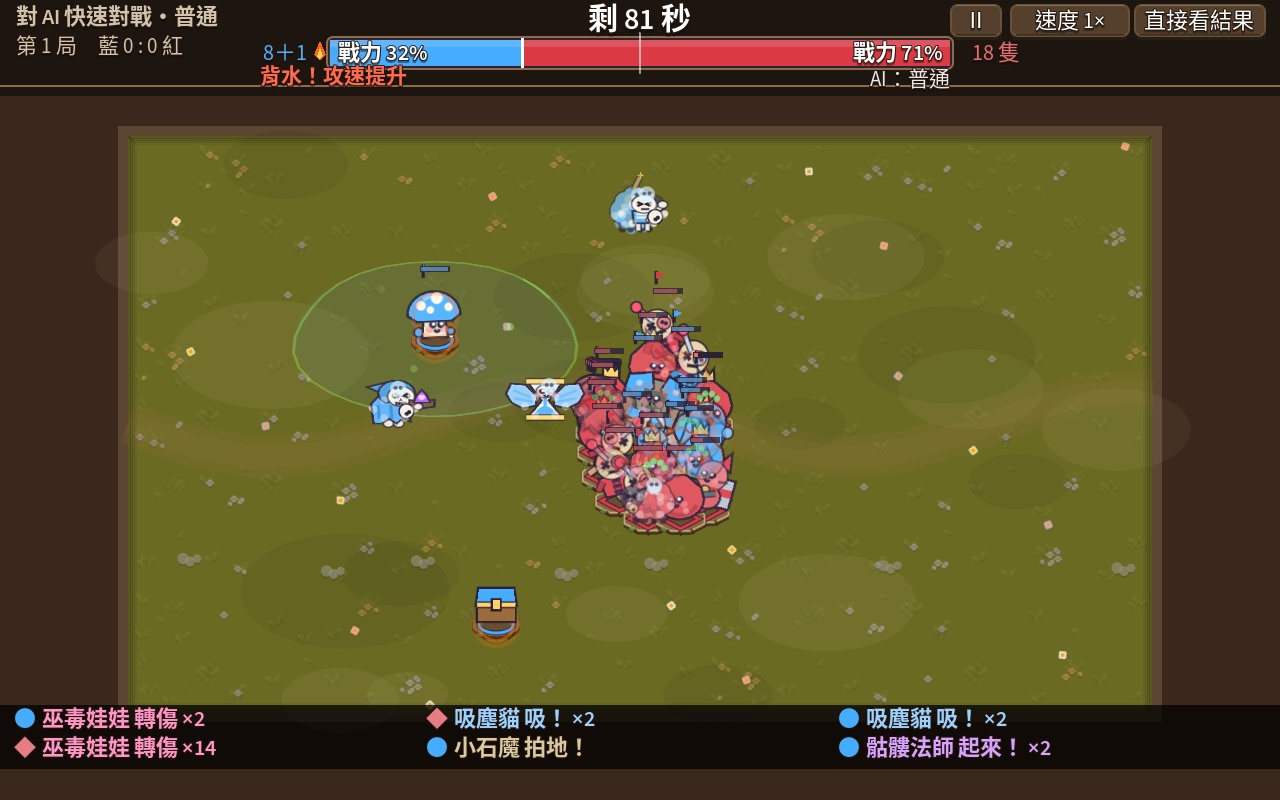 對 AI 快速對戰・普通
剩 81 秒
II
速度 1×
直接看結果
第 1 局　藍 0 : 0 紅
8＋1
戰力 32%
戰力 71%
18 隻
背水！攻速提升
AI：普通
巫毒娃娃 轉傷 ×2
吸塵貓 吸！ ×2
吸塵貓 吸！ ×2
巫毒娃娃 轉傷 ×14
小石魔 拍地！
骷髏法師 起來！ ×2